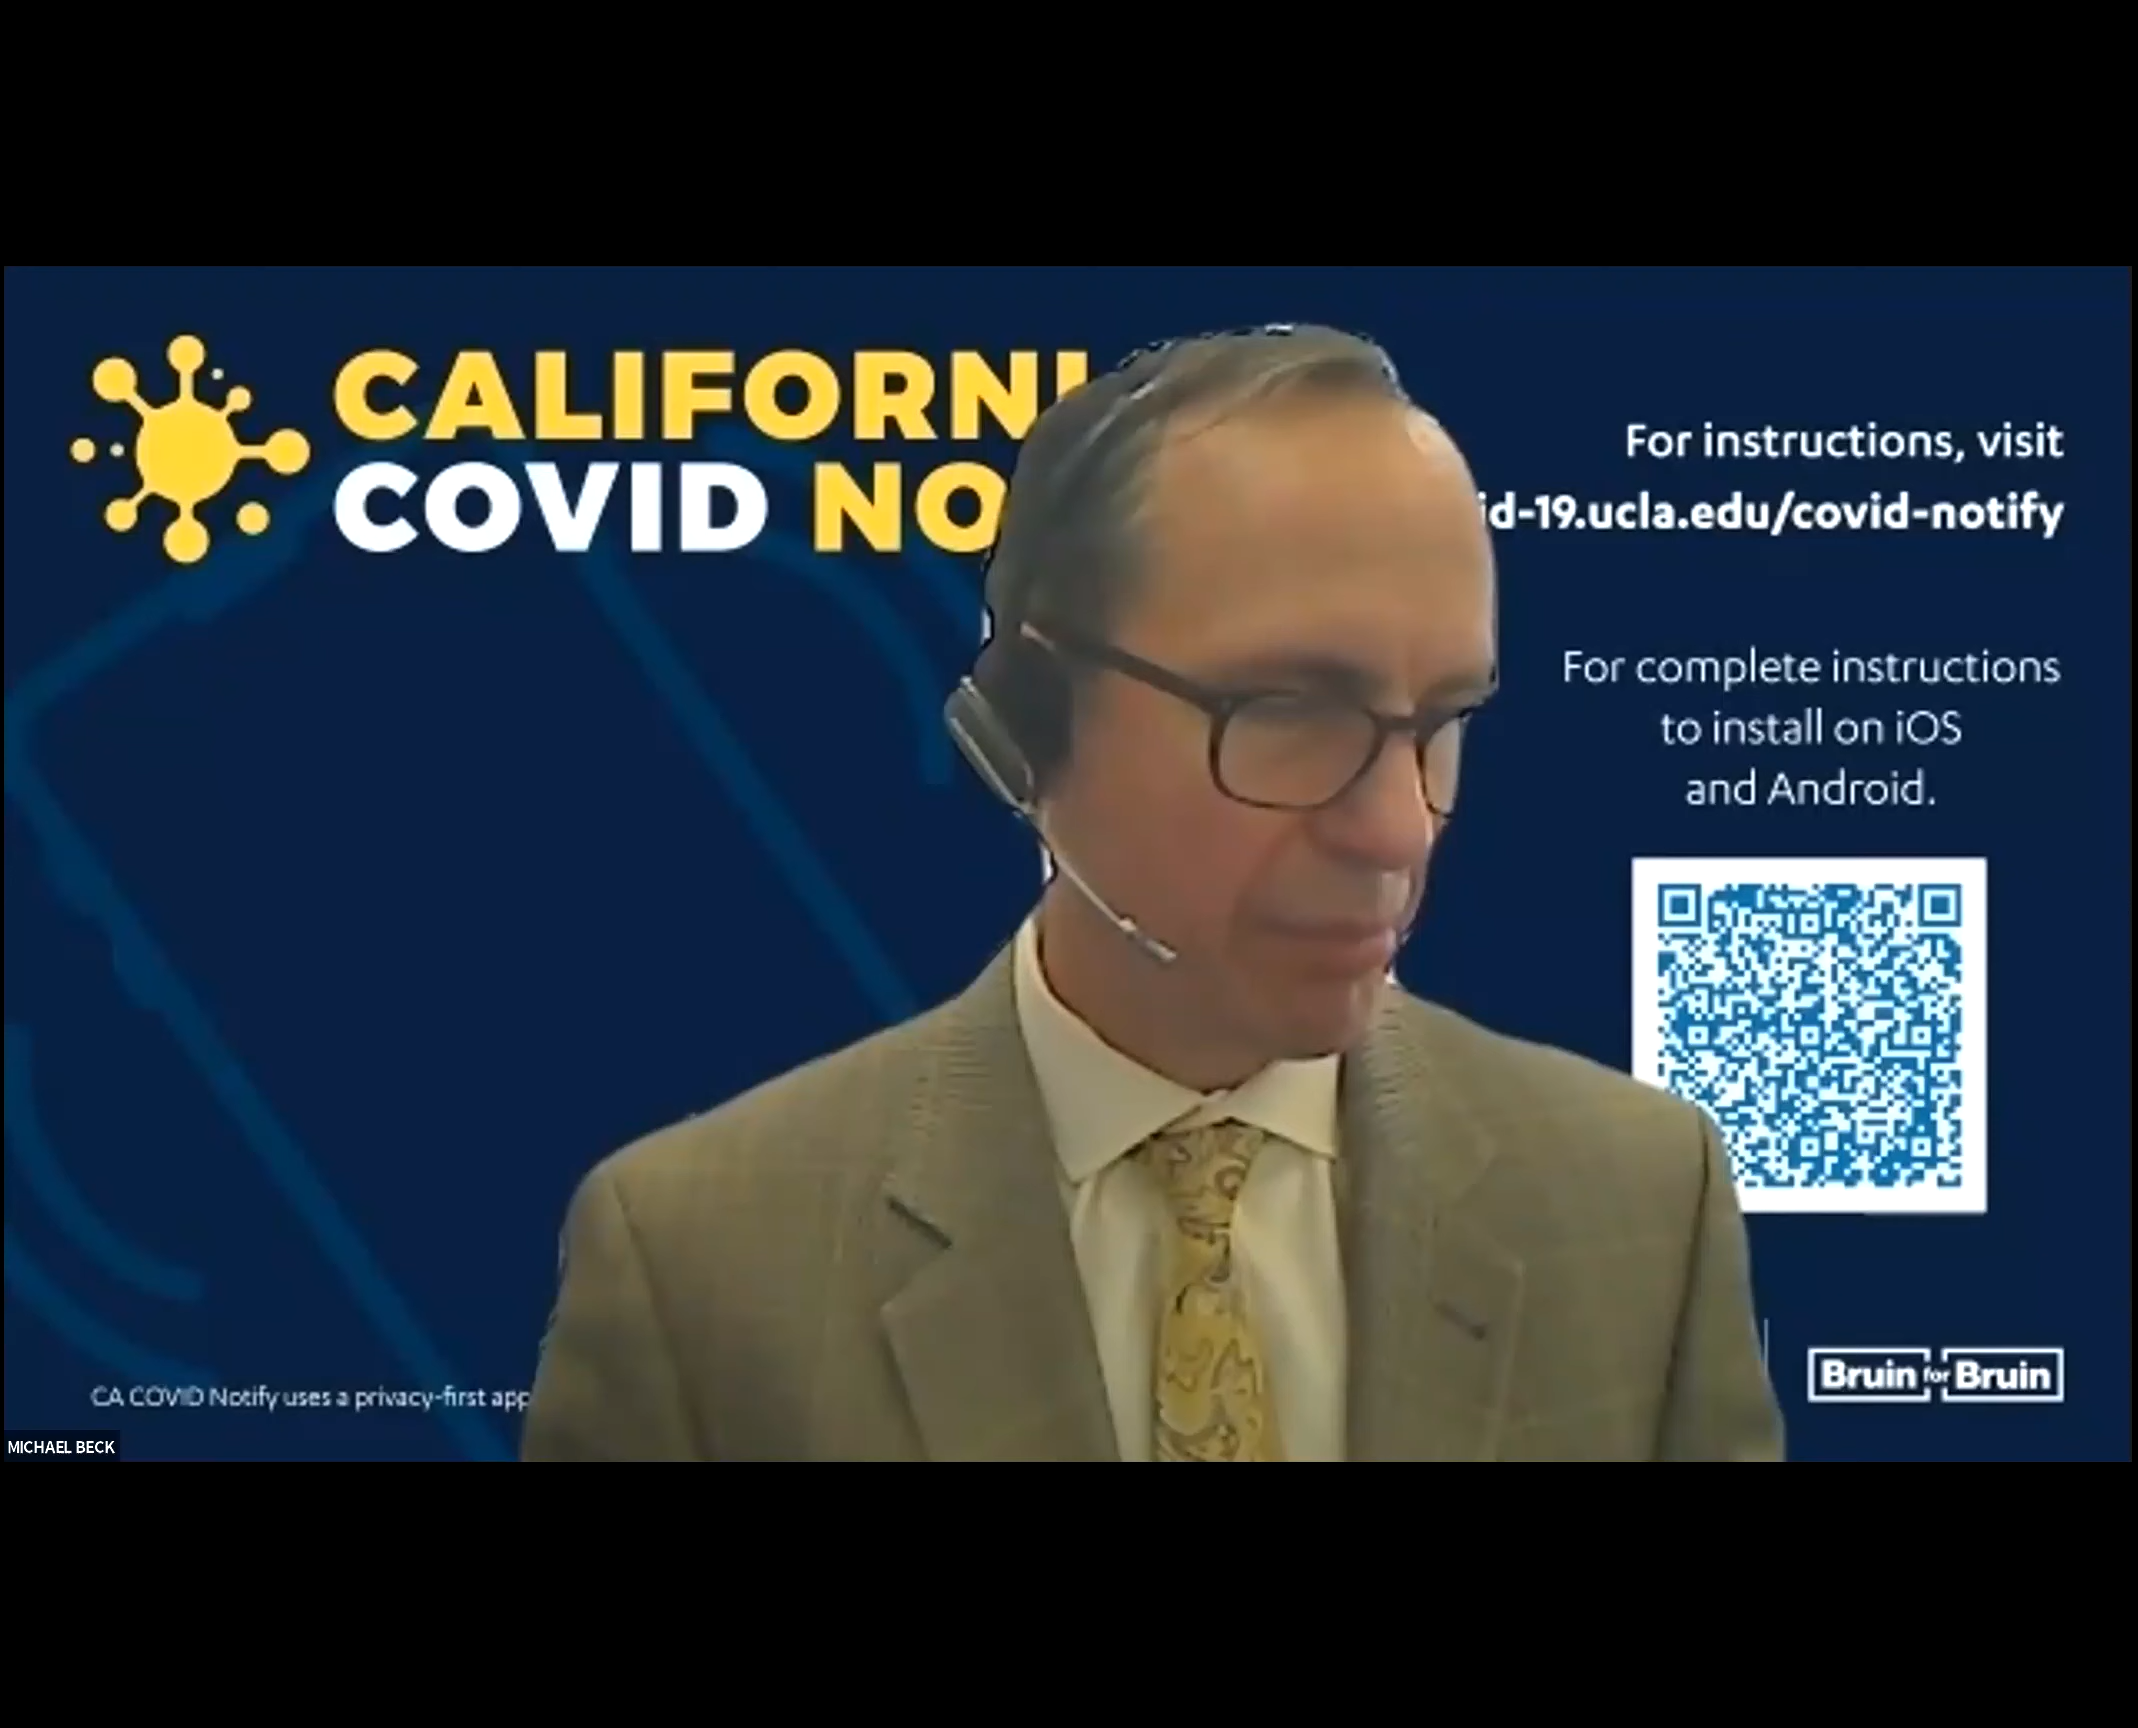 CALIFORNI
COVID NO
For instructions, visit
id-19.ucla.edu/covid-notify
For complete instructions
to install on iOS
and Android.
Bruin for Bruin
CA COVID Notify uses a privacy-first app
MICHAEL BECK